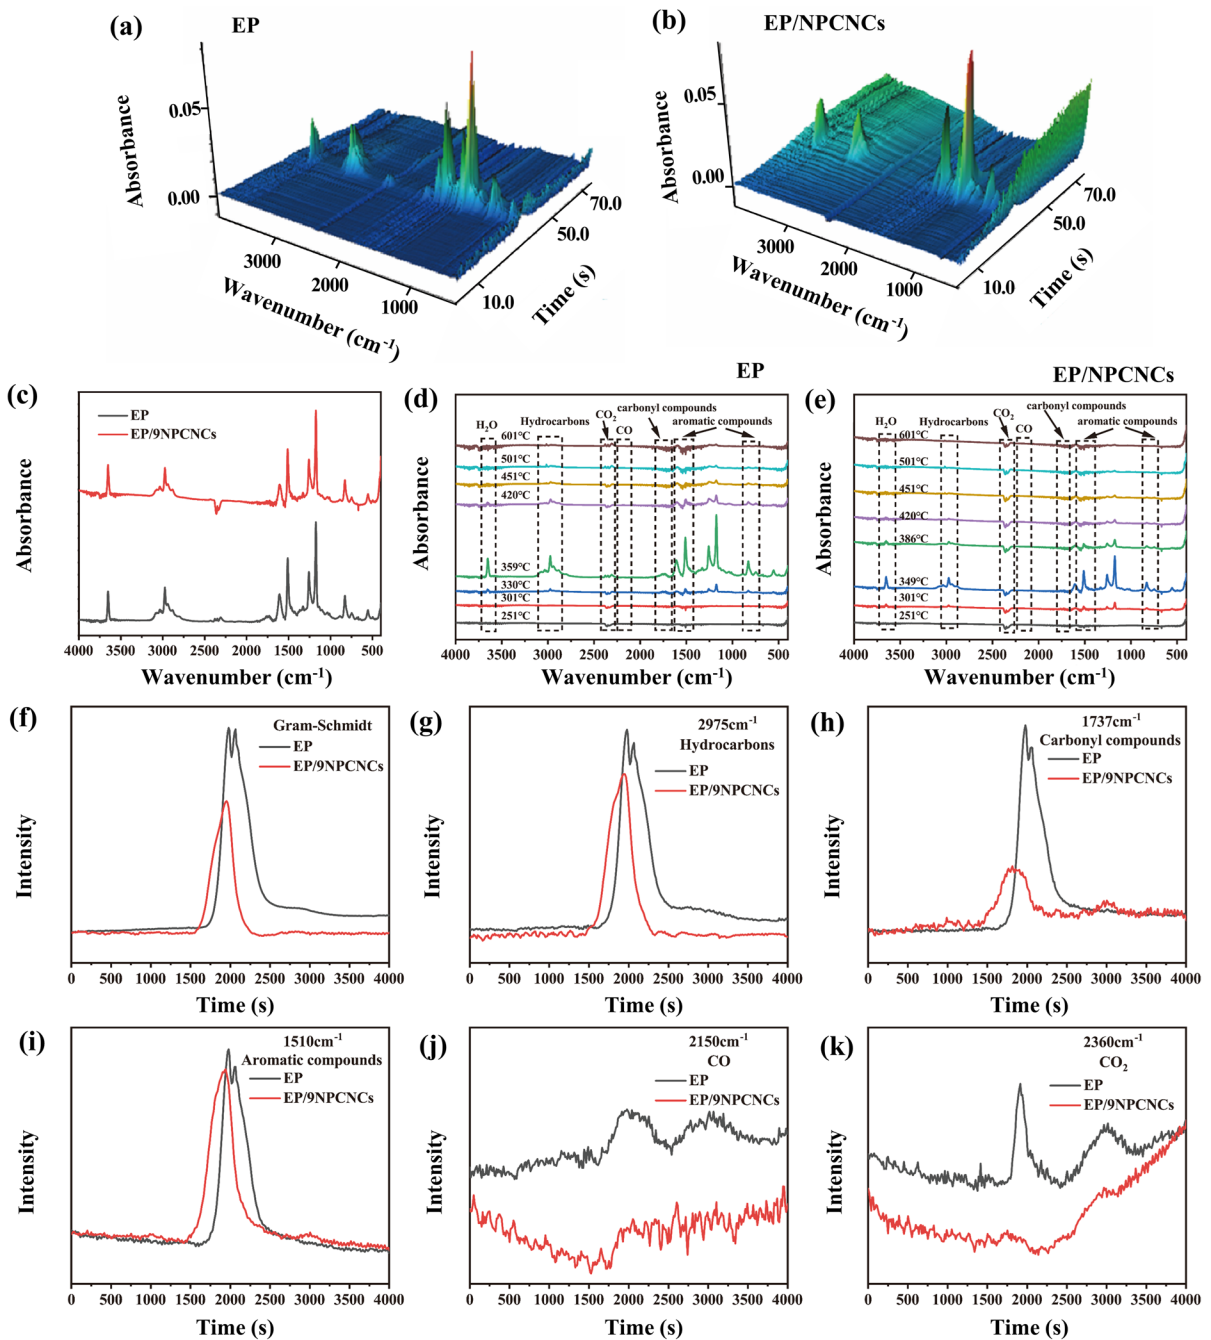 (a)
EP
Absorbance
0.05
0.00
3000
2000
1000
Wavenumber (cm-1)
10.0
50.0
70.0
Time (s)
(b)
EP/NPCNCs
Absorbance
0.05
0.00
3000
2000
1000
Wavenumber (cm-1)
10.0
50.0
70.0
Time (s)
(c)
EP
EP/9NPCNCs
Absorbance
4000 3500 3000 2500 2000 1500 1000 500
Wavenumber (cm-1)
(d)
EP
H2O
Hydrocarbons
CO2
CO
carbonyl compounds
aromatic compounds
601°C
501°C
451°C
420°C
359°C
330°C
301°C
251°C
Absorbance
4000 3500 3000 2500 2000 1500 1000 500
Wavenumber (cm-1)
(e)
EP/NPCNCs
H2O
Hydrocarbons
CO2
CO
carbonyl compounds
aromatic compounds
601°C
501°C
451°C
420°C
386°C
349°C
301°C
251°C
Absorbance
4000 3500 3000 2500 2000 1500 1000 500
Wavenumber (cm-1)
(f)
Gram-Schmidt
EP
EP/9NPCNCs
Intensity
0 500 1000 1500 2000 2500 3000 3500 4000
Time (s)
(g)
2975cm-1
Hydrocarbons
EP
EP/9NPCNCs
Intensity
0 500 1000 1500 2000 2500 3000 3500 4000
Time (s)
(h)
1737cm-1
Carbonyl compounds
EP
EP/9NPCNCs
Intensity
0 500 1000 1500 2000 2500 3000 3500 4000
Time (s)
(i)
1510cm-1
Aromatic compounds
EP
EP/9NPCNCs
Intensity
0 500 1000 1500 2000 2500 3000 3500 4000
Time (s)
(j)
2150cm-1
CO
EP
EP/9NPCNCs
Intensity
0 500 1000 1500 2000 2500 3000 3500 4000
Time (s)
(k)
2360cm-1
CO2
EP
EP/9NPCNCs
Intensity
0 500 1000 1500 2000 2500 3000 3500 4000
Time (s)